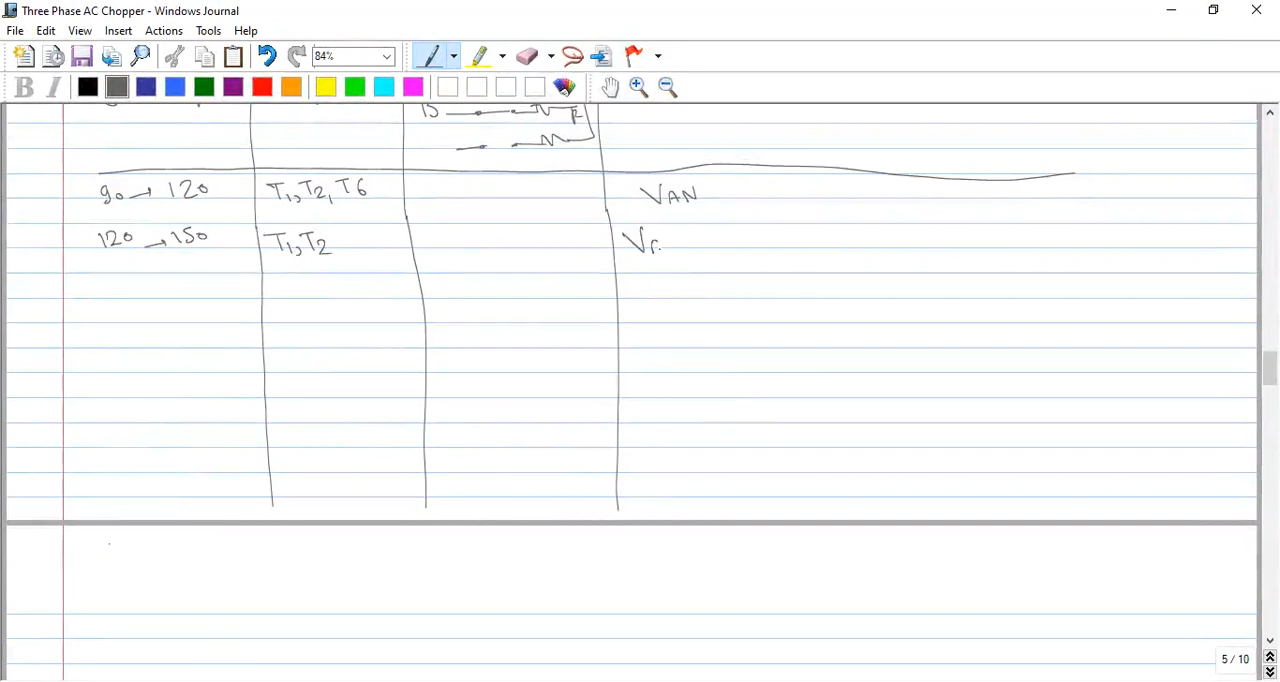 Three Phase AC Chopper - Windows Journal
File Edit View Insert Actions Tools Help
84%
B I
B R
90 → 120 T1, T2, T6 VAN
120 → 150 T1, T2 V
5 / 10